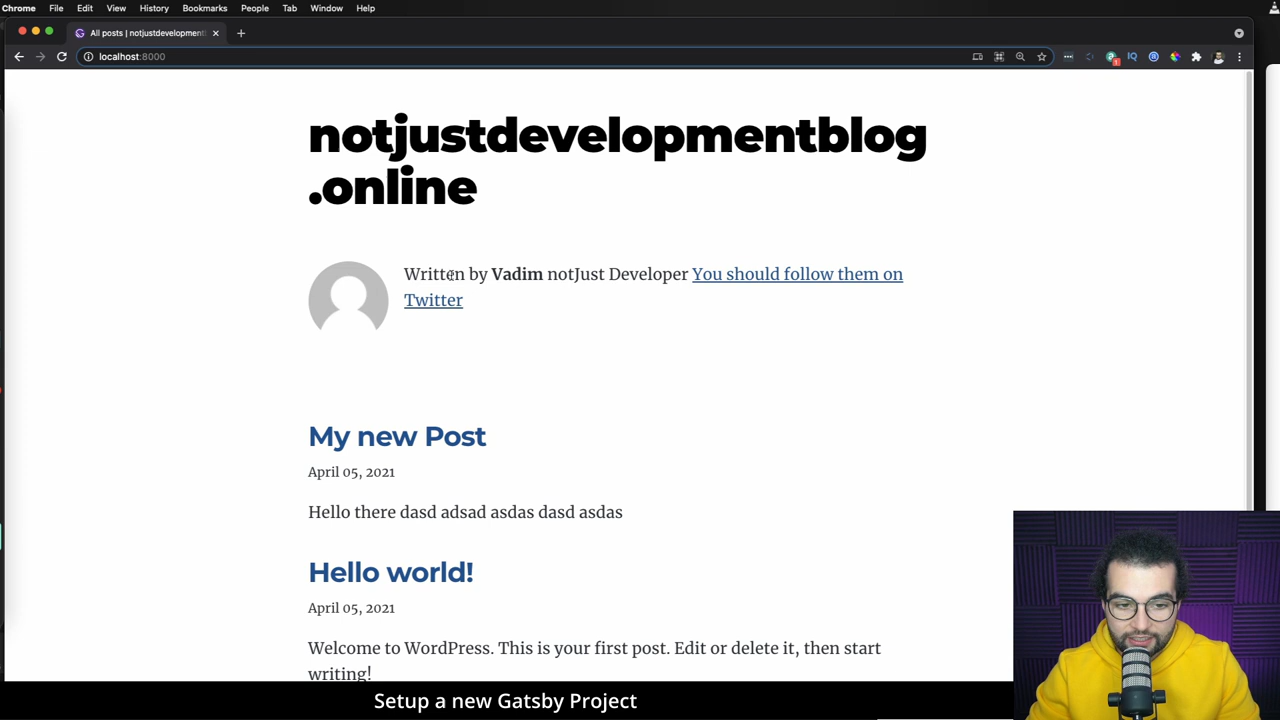 Chrome File Edit View History Bookmarks People Tab Window Help
All posts | notjustdevelopment
localhost:8000
IQ
1
notjustdevelopmentblog
.online
Written by Vadim notJust Developer You should follow them on
Twitter
My new Post
April 05, 2021
Hello there dasd adsad asdas dasd asdas
Hello world!
April 05, 2021
Welcome to WordPress. This is your first post. Edit or delete it, then start
writing!
Setup a new Gatsby Project